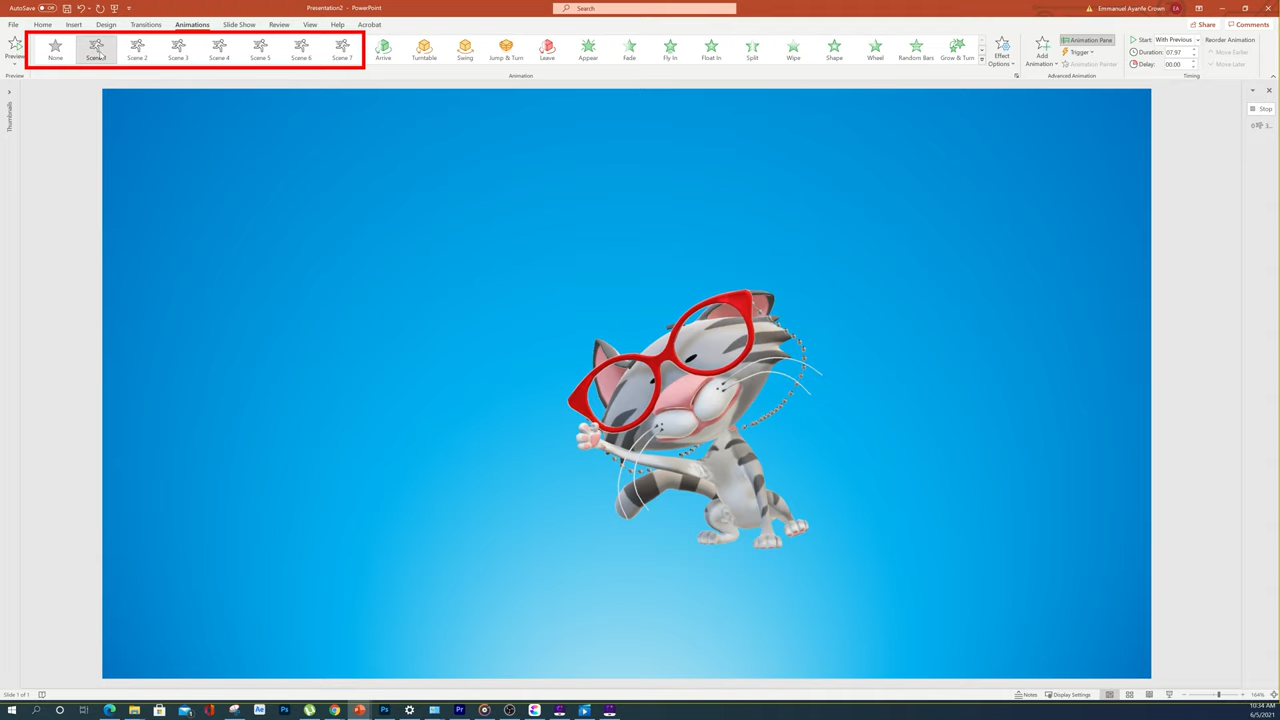 AutoSave Off
Presentation2 - PowerPoint
Search
Emmanuel Ayanfe Crown
EA
File Home Insert Design Transitions Animations Slide Show Review View Help Acrobat
Share Comments
Preview
None Scene 1 Scene 2 Scene 3 Scene 4 Scene 5 Scene 6 Scene 7 Arrive Turntable Swing Jump & Turn Leave Appear Fade Fly In Float In Split Wipe Shape Wheel Random Bars Grow & Turn
Effect Options
Add Animation
Animation Pane
Trigger
Animation Painter
Start: With Previous
Duration: 07.97
Delay: 00.00
Reorder Animation
Move Earlier
Move Later
Preview
Animation
Advanced Animation
Timing
Thumbnails
Stop
Slide 1 of 1
Notes
Display Settings
164%
10:34 AM
6/5/2021